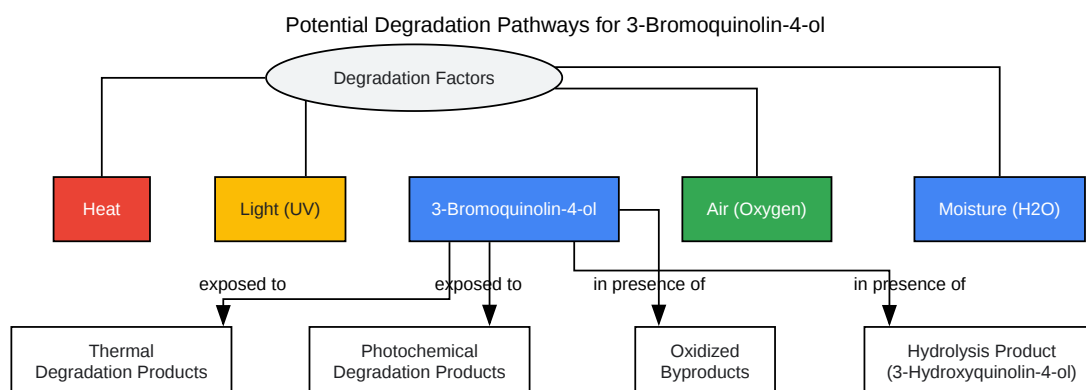 Potential Degradation Pathways for 3-Bromoquinolin-4-ol
Degradation Factors
Heat
Light (UV)
3-Bromoquinolin-4-ol
Air (Oxygen)
Moisture (H2O)
exposed to
exposed to
in presence of
in presence of
Thermal
Degradation Products
Photochemical
Degradation Products
Oxidized
Byproducts
Hydrolysis Product
(3-Hydroxyquinolin-4-ol)